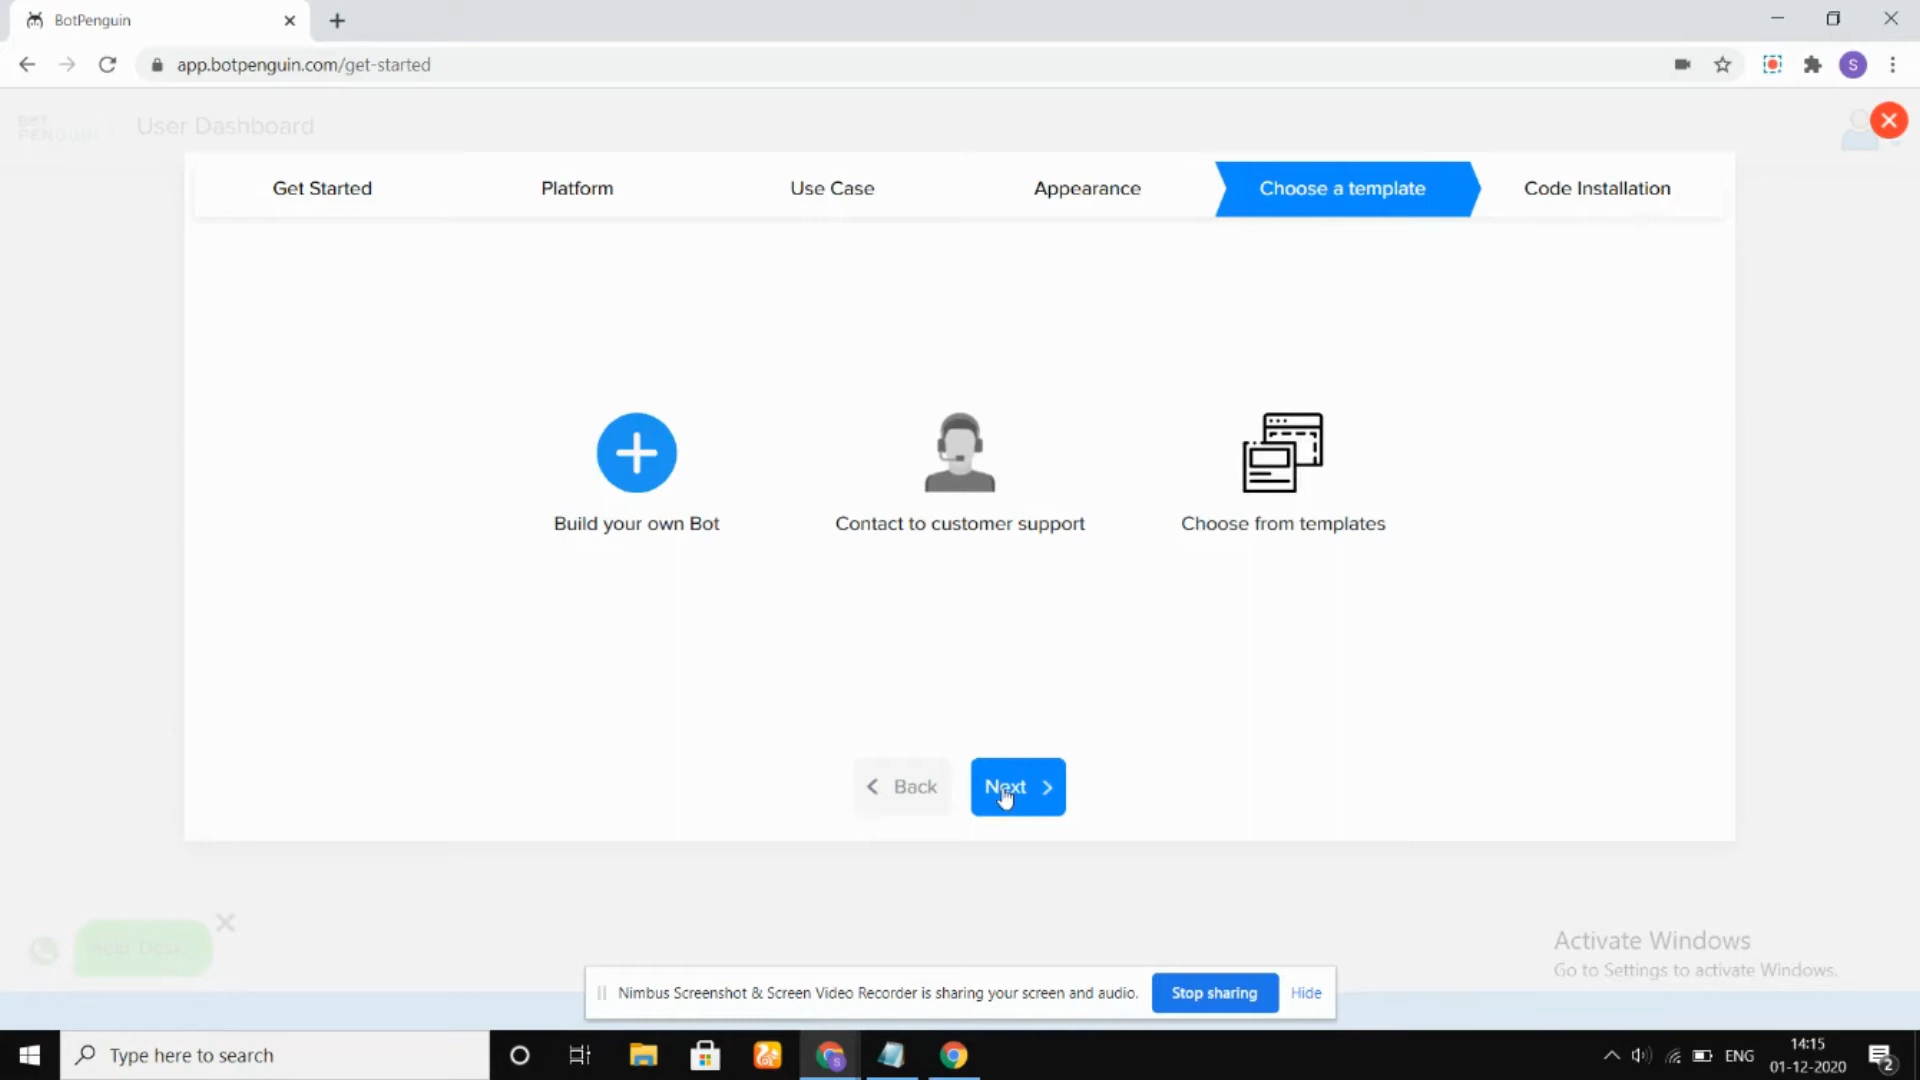 BotPenguin
app.botpenguin.com/get-started
S
BOT
PENGUIN
User Dashboard
Get Started
Platform
Use Case
Appearance
Choose a template
Code Installation
Build your own Bot
Contact to customer support
Choose from templates
Back
Next
Activate Windows
Go to Settings to activate Windows.
Nimbus Screenshot & Screen Video Recorder is sharing your screen and audio.
Stop sharing
Hide
Type here to search
S
ENG
14:15
01-12-2020
2